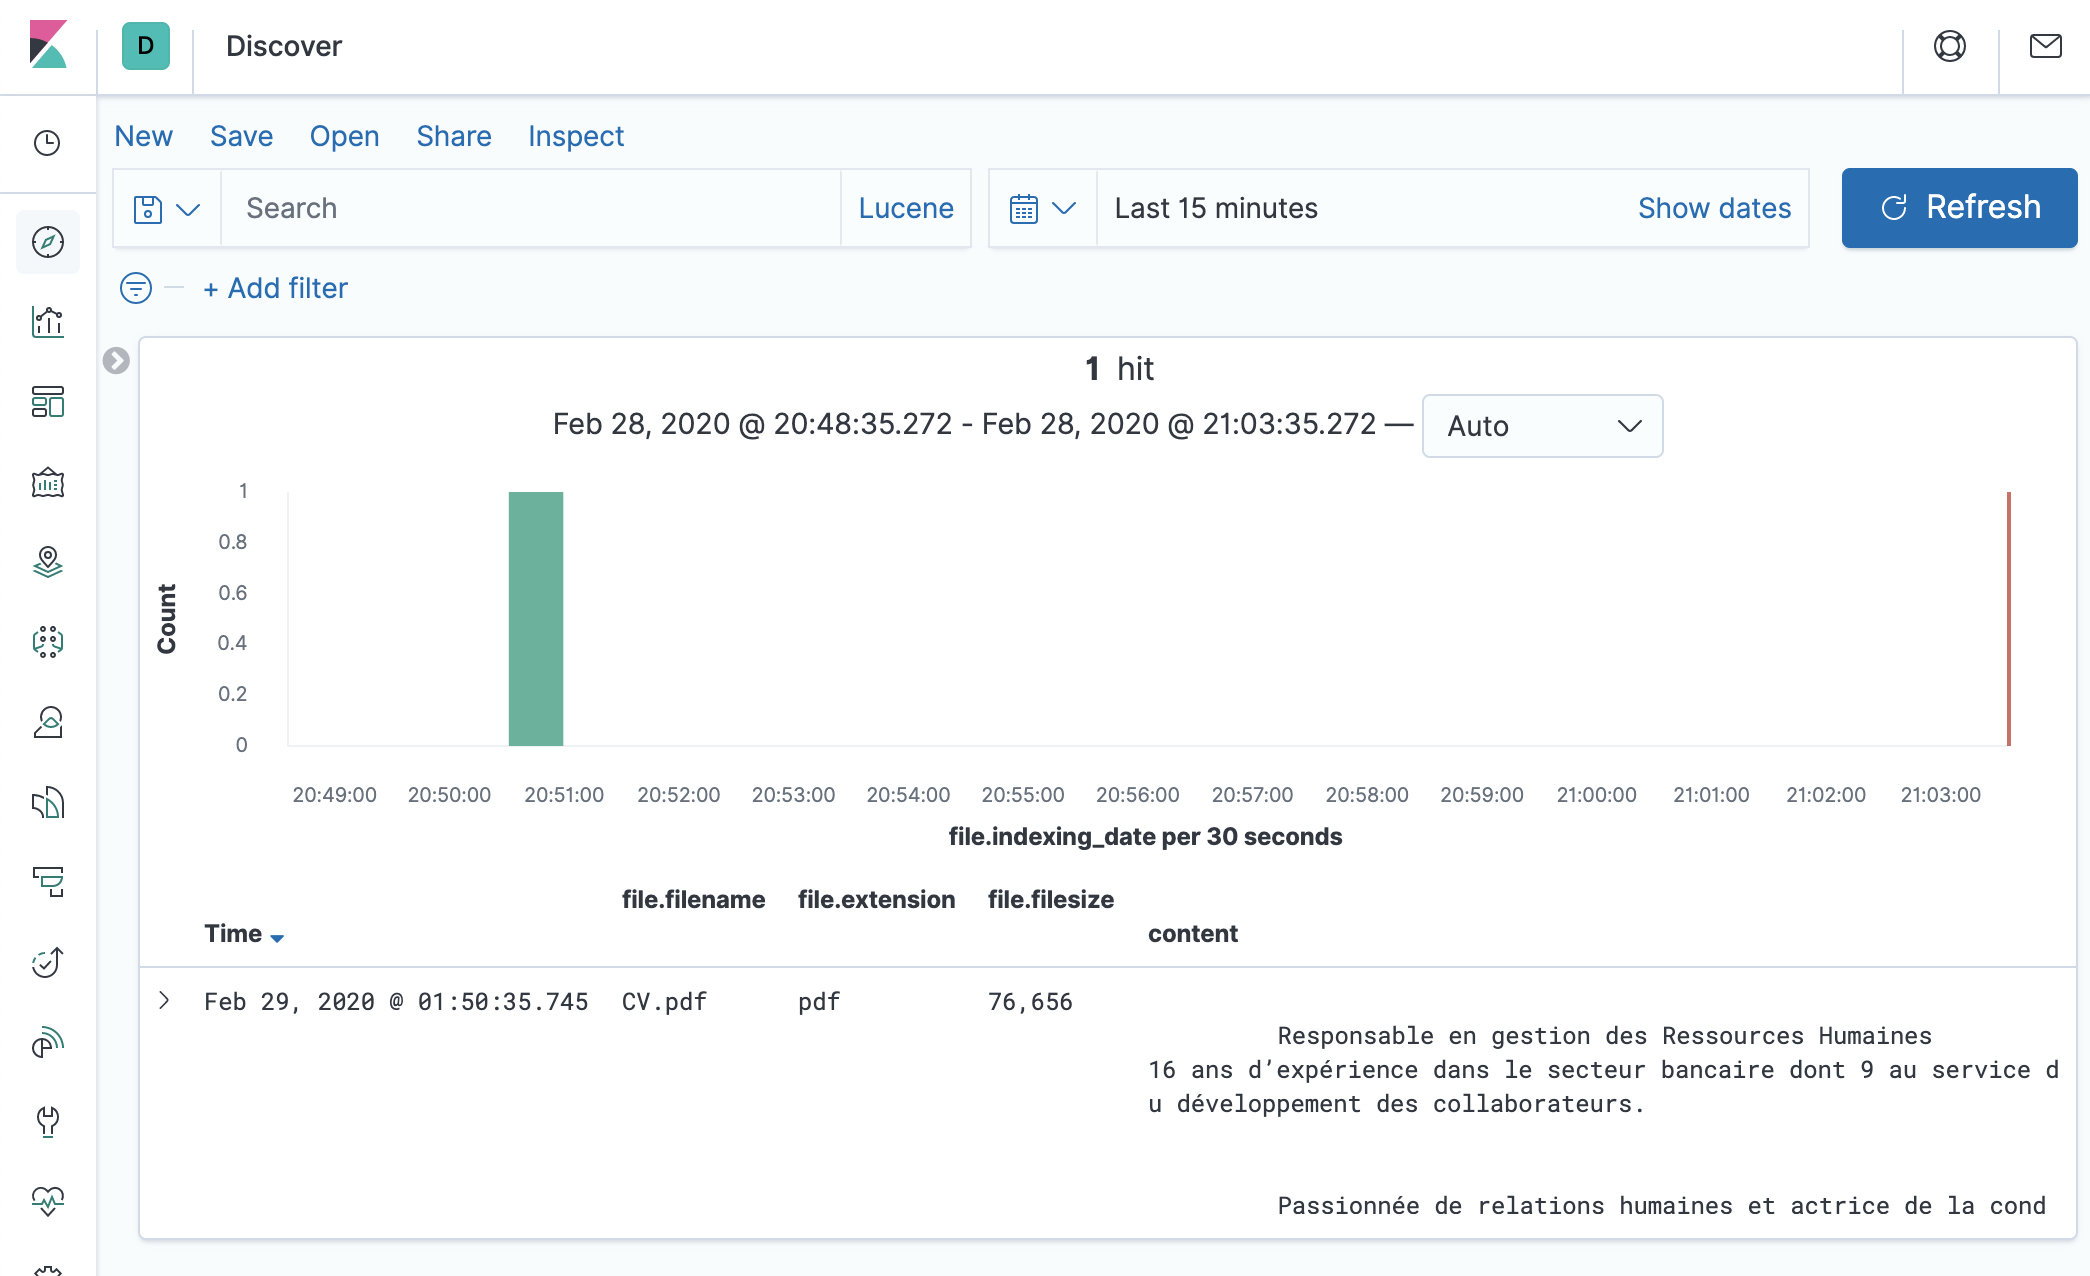 D Discover
New Save Open Share Inspect
Search Lucene Last 15 minutes Show dates Refresh
+ Add filter
1 hit
Feb 28, 2020 @ 20:48:35.272 - Feb 28, 2020 @ 21:03:35.272 — Auto
1
0.8
0.6
0.4
0.2
0
Count
20:49:00 20:50:00 20:51:00 20:52:00 20:53:00 20:54:00 20:55:00 20:56:00 20:57:00 20:58:00 20:59:00 21:00:00 21:01:00 21:02:00 21:03:00
file.indexing_date per 30 seconds
file.filename file.extension file.filesize
Time content
Feb 29, 2020 @ 01:50:35.745 CV.pdf pdf 76,656
Responsable en gestion des Ressources Humaines
16 ans d’expérience dans le secteur bancaire dont 9 au service d
u développement des collaborateurs.
Passionnée de relations humaines et actrice de la cond